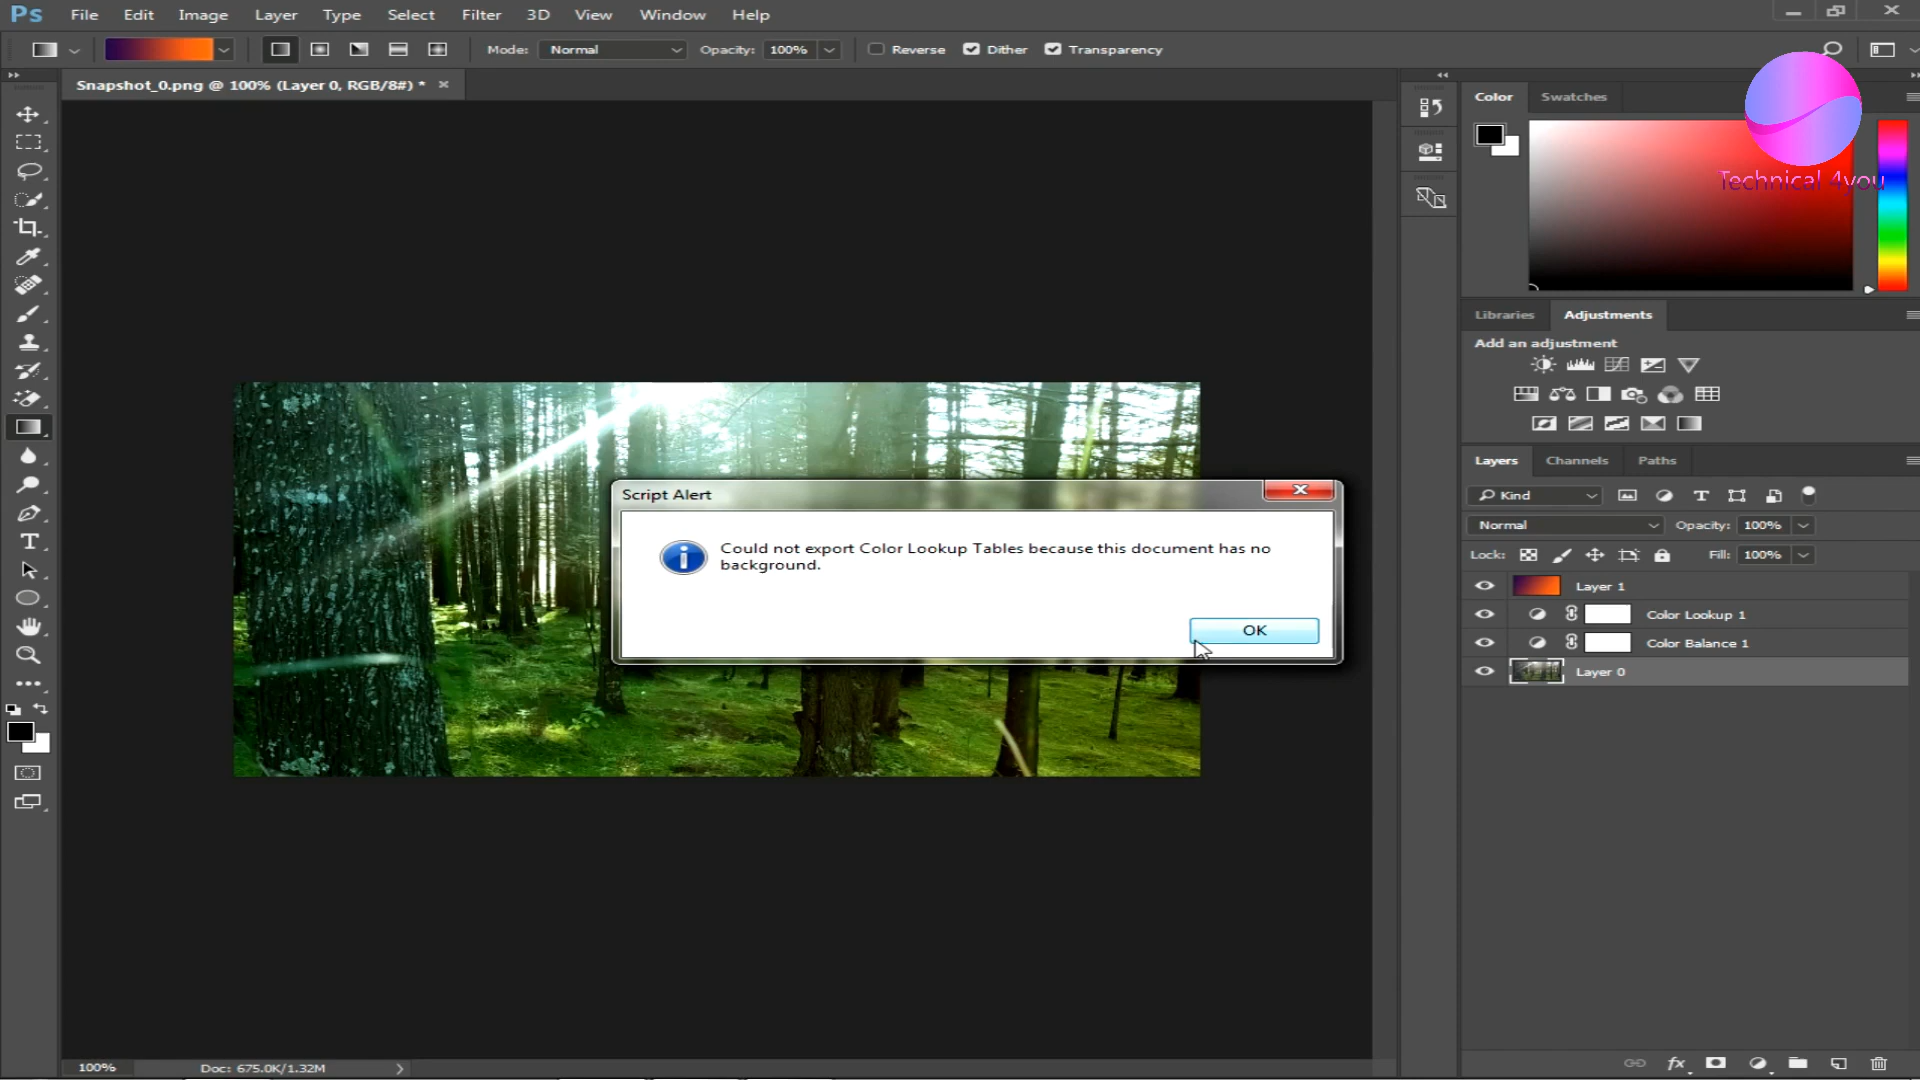 Ps File Edit Image Layer Type Select Filter 3D View Window Help
Mode: Normal Opacity: 100% Reverse Dither Transparency
Snapshot_0.png @ 100% (Layer 0, RGB/8#) *
Color Swatches
Technical 4you
Libraries Adjustments
Add an adjustment
Layers Channels Paths
Kind
Normal Opacity: 100%
Lock: Fill: 100%
Layer 1
Color Lookup 1
Color Balance 1
Layer 0
Script Alert
Could not export Color Lookup Tables because this document has no
background.
OK
100% Doc: 675.0K/1.32M